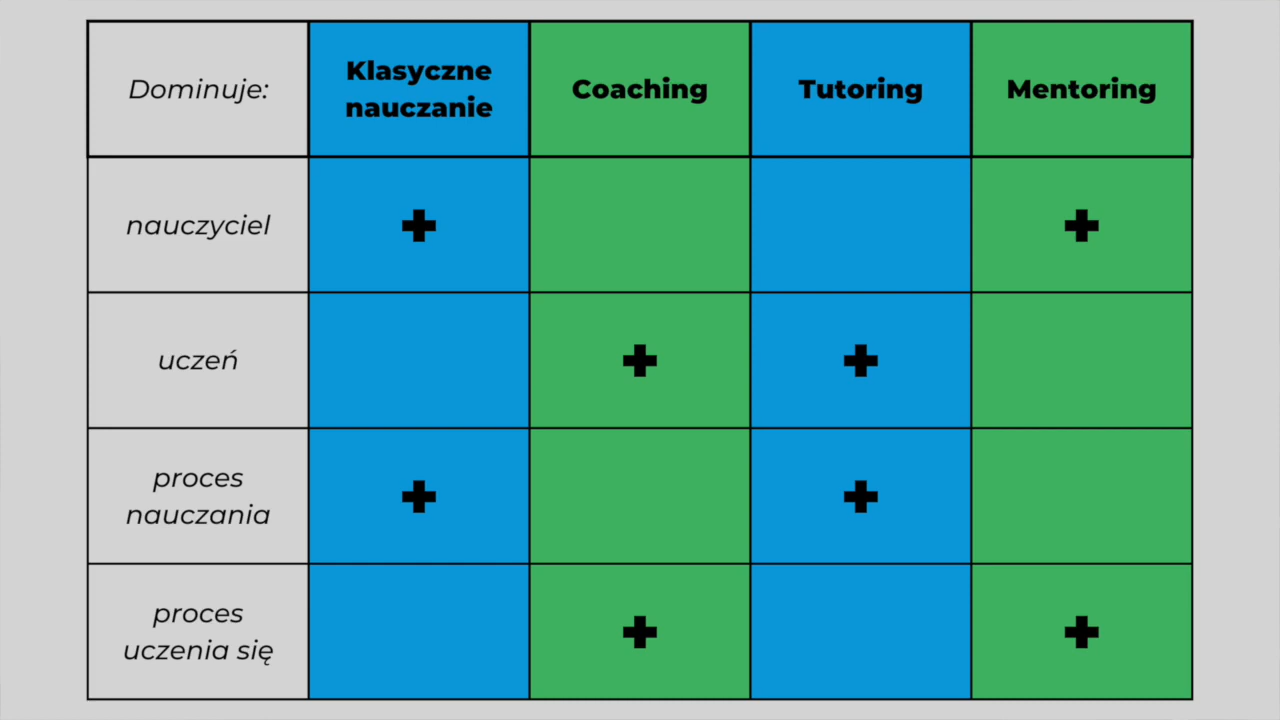 Dominuje:
Klasyczne
nauczanie
Coaching
Tutoring
Mentoring
nauczyciel
uczeń
proces
nauczania
proces
uczenia się